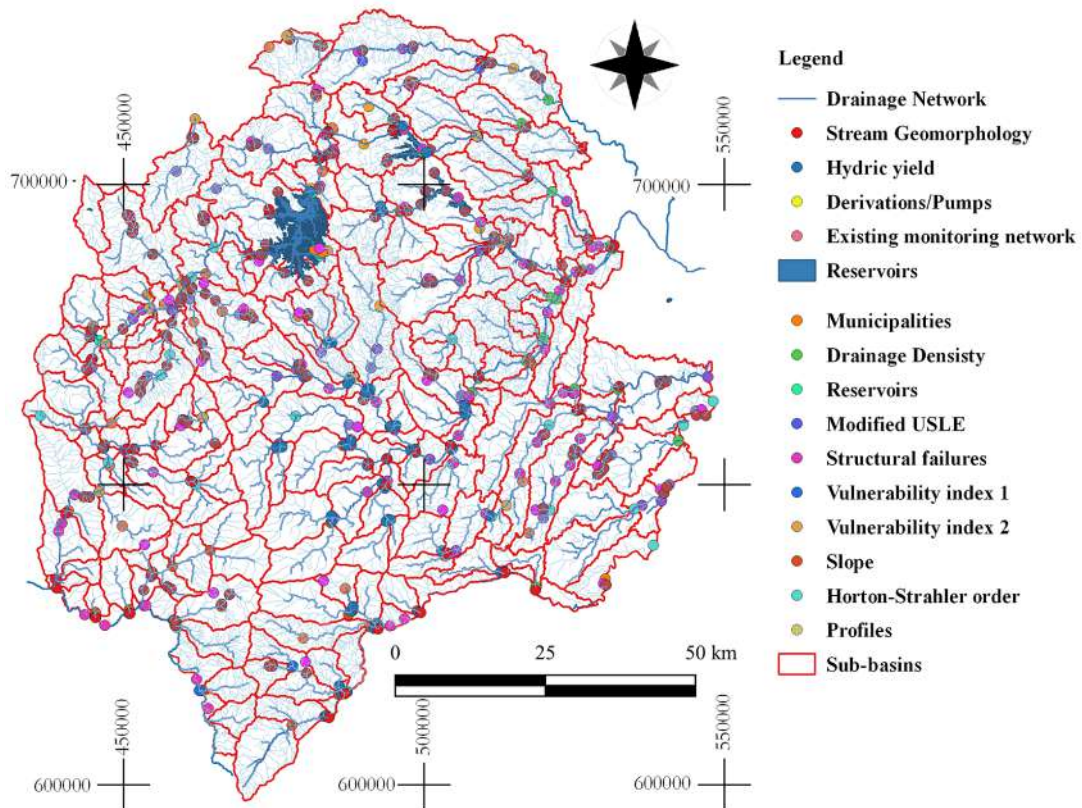 Legend
Drainage Network
Stream Geomorphology
Hydric yield
Derivations/Pumps
Existing monitoring network
Reservoirs
Municipalities
Drainage Densisty
Reservoirs
Modified USLE
Structural failures
Vulnerability index 1
Vulnerability index 2
Slope
Horton-Strahler order
Profiles
Sub-basins
450000
550000
700000
700000
0 25 50 km
450000
500000
550000
600000
600000